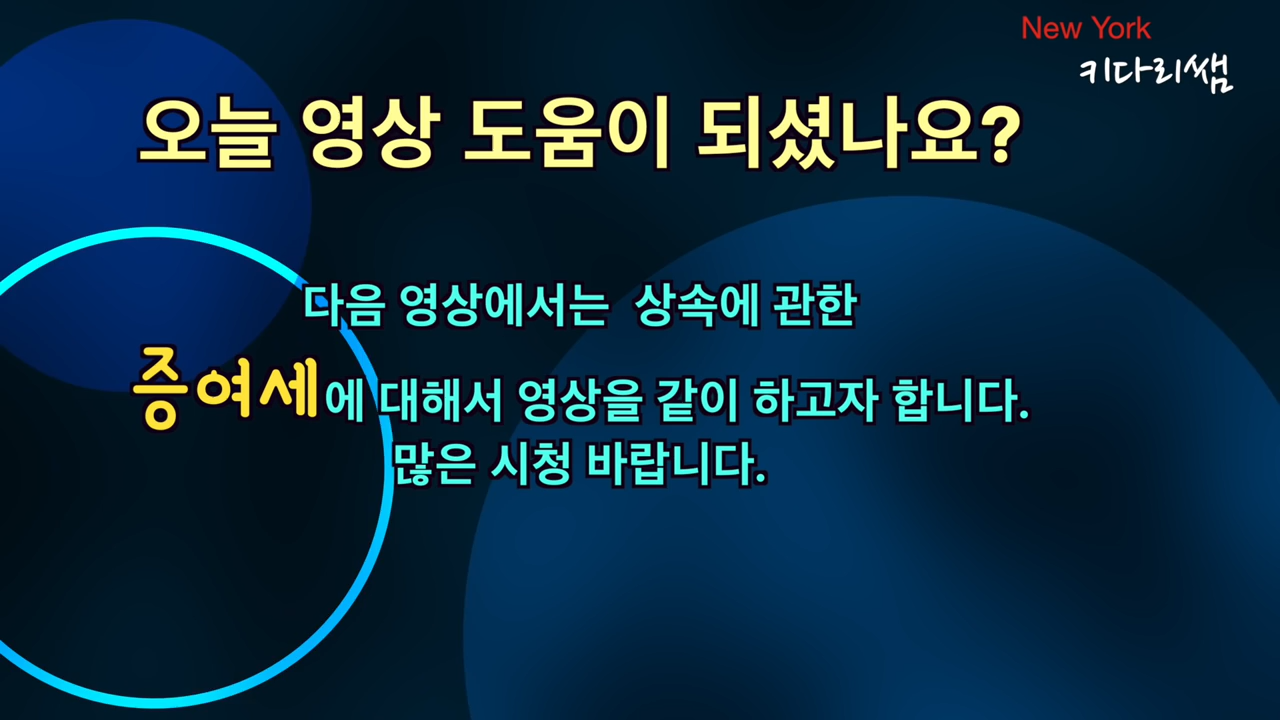 New York
키다리쌤
오늘 영상 도움이 되셨나요?
다음 영상에서는 상속에 관한
증여세에 대해서 영상을 같이 하고자 합니다.
많은 시청 바랍니다.